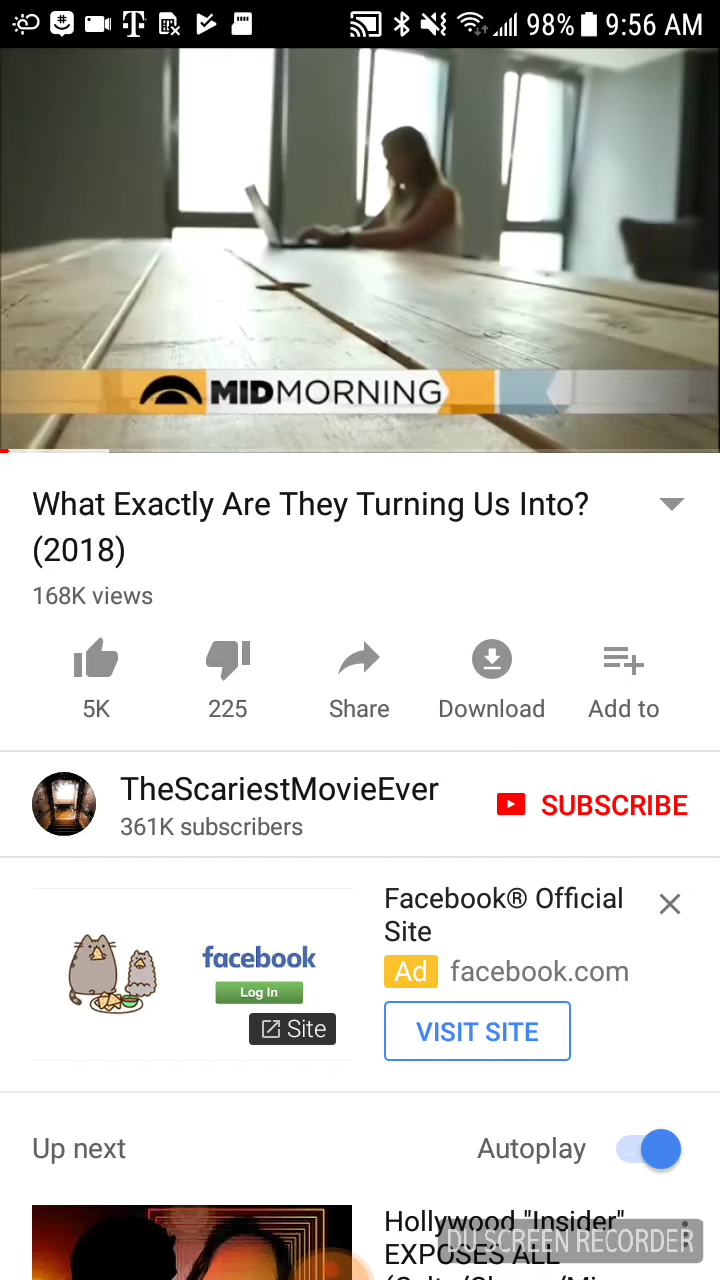 98% 9:56 AM
MIDMORNING
What Exactly Are They Turning Us Into?
(2018)
168K views
5K
225
Share
Download
Add to
TheScariestMovieEver
361K subscribers
SUBSCRIBE
facebook
Log In
Site
Facebook® Official
Site
Ad facebook.com
VISIT SITE
Up next
Autoplay
Hollywood "Insider"
EXPOSES ALL
DU SCREEN RECORDER